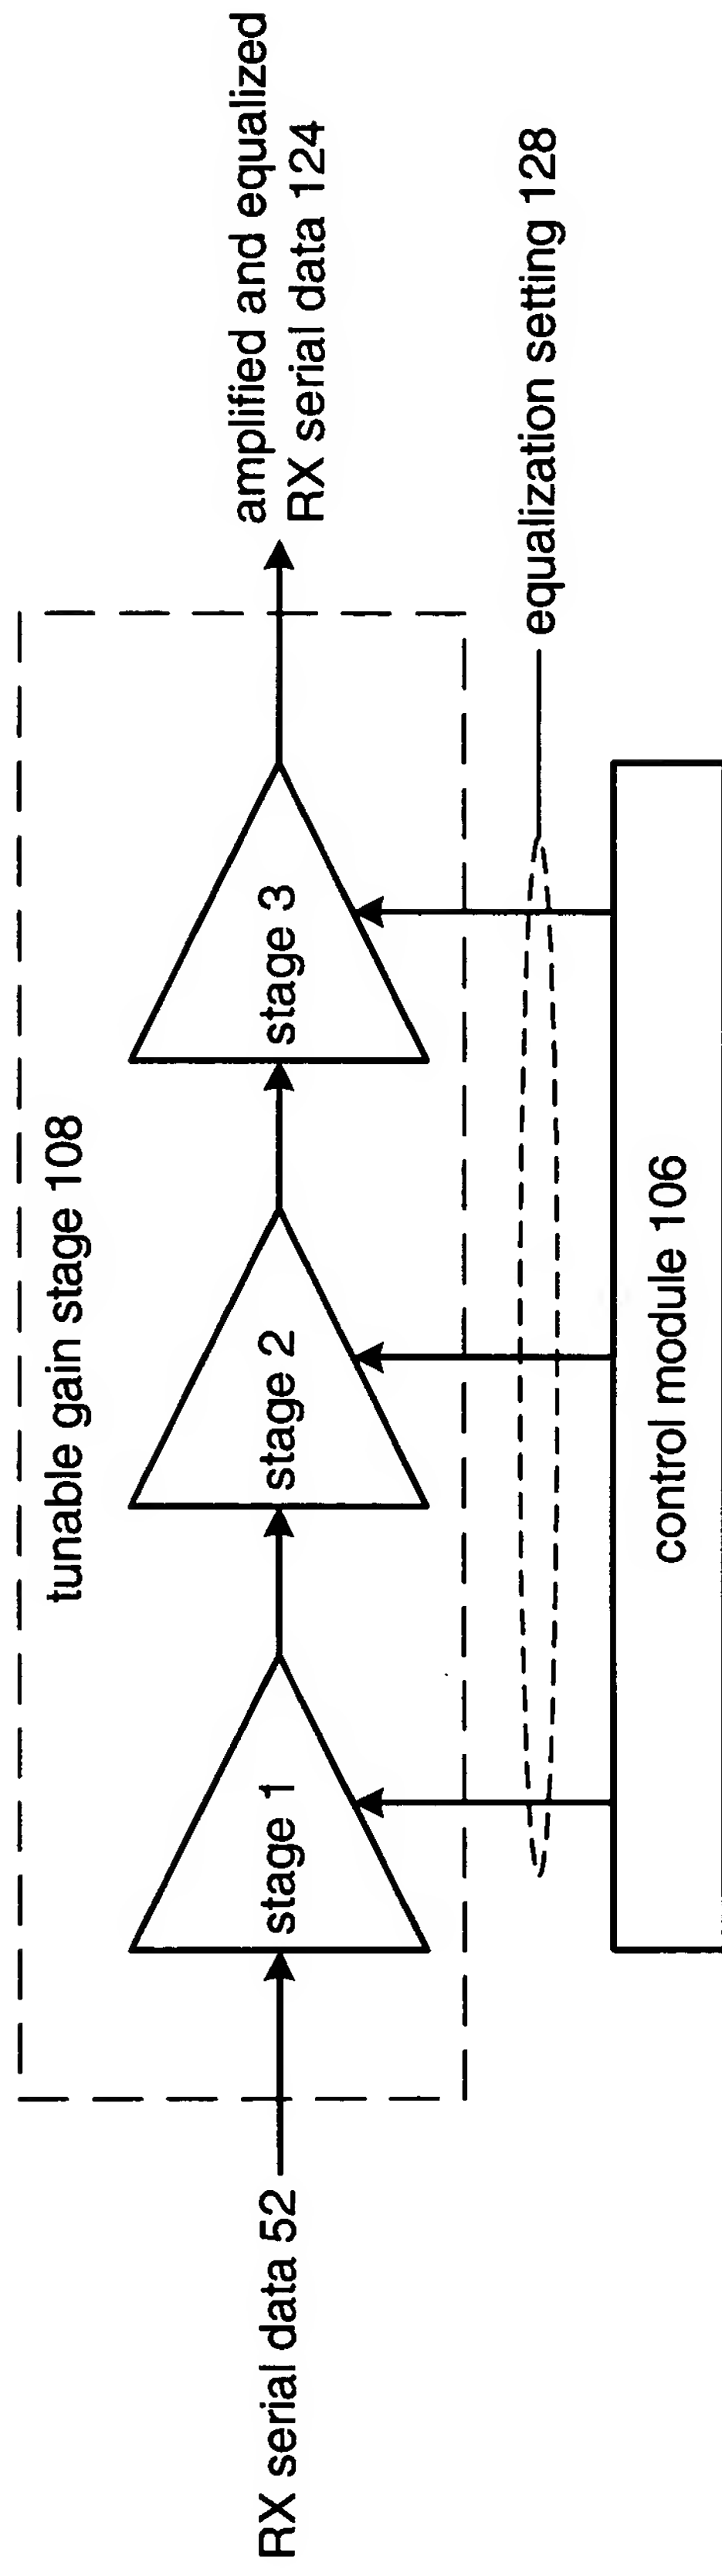 tunable gain stage 108
RX serial data 52
stage 1
stage 2
stage 3
amplified and equalized
RX serial data 124
equalization setting 128
control module 106